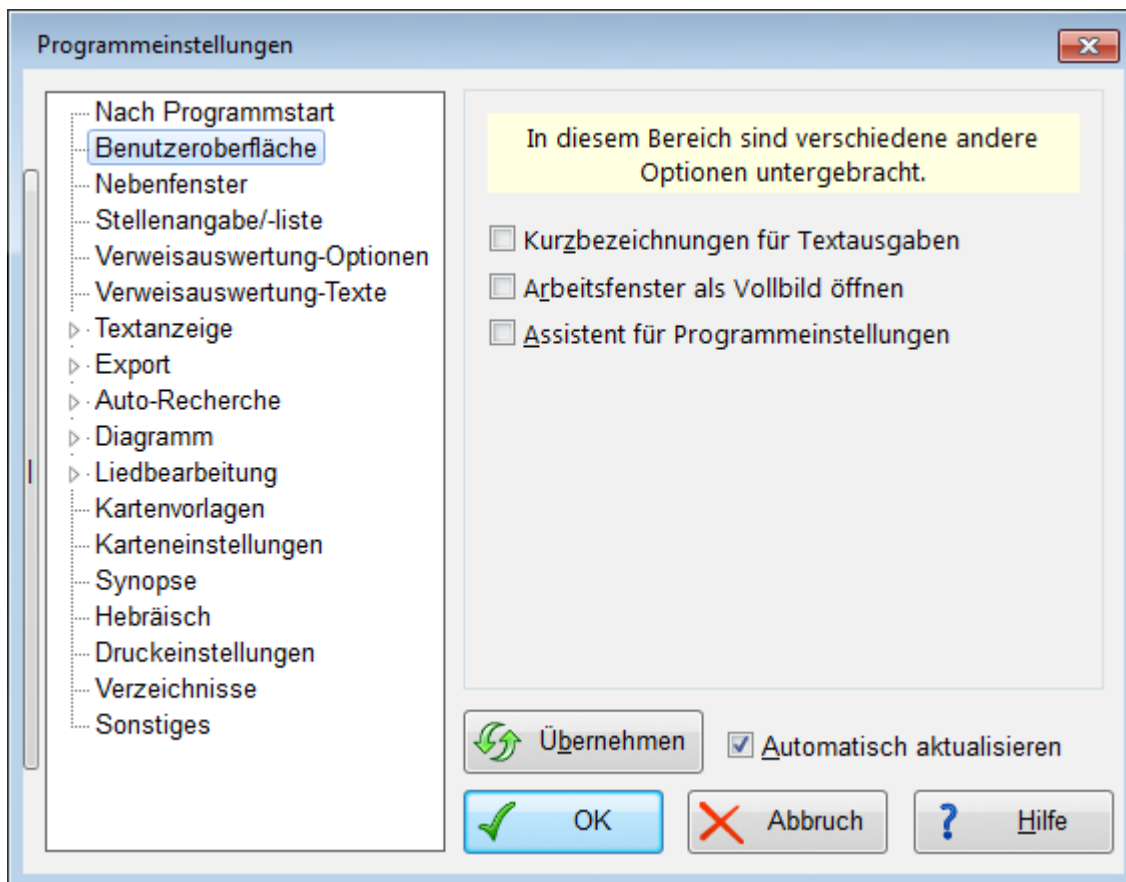 Programmeinstellungen
Nach Programmstart
Benutzeroberfläche
Nebenfenster
Stellenangabe/-liste
Verweisauswertung-Optionen
Verweisauswertung-Texte
Textanzeige
Export
Auto-Recherche
Diagramm
Liedbearbeitung
Kartenvorlagen
Karteneinstellungen
Synopse
Hebräisch
Druckeinstellungen
Verzeichnisse
Sonstiges
In diesem Bereich sind verschiedene andere
Optionen untergebracht.
Kurzbezeichnungen für Textausgaben
Arbeitsfenster als Vollbild öffnen
Assistent für Programmeinstellungen
Übernehmen
Automatisch aktualisieren
OK
Abbruch
Hilfe